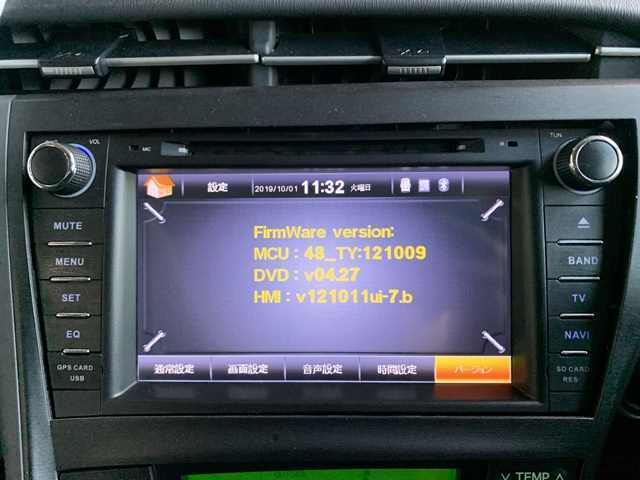 VOL
MIC
TUN
設定 2019/10/01 11:32 火曜日
FirmWare version:
MCU : 48_TY:121009
DVD : v04.27
HMI : v121011ui-7.b
通常設定 画面設定 音声設定 時間設定 バージョン
MUTE
MENU
SET
EQ
GPS CARD
USB
BAND
TV
NAVI
SD CARD
RES
TEMP